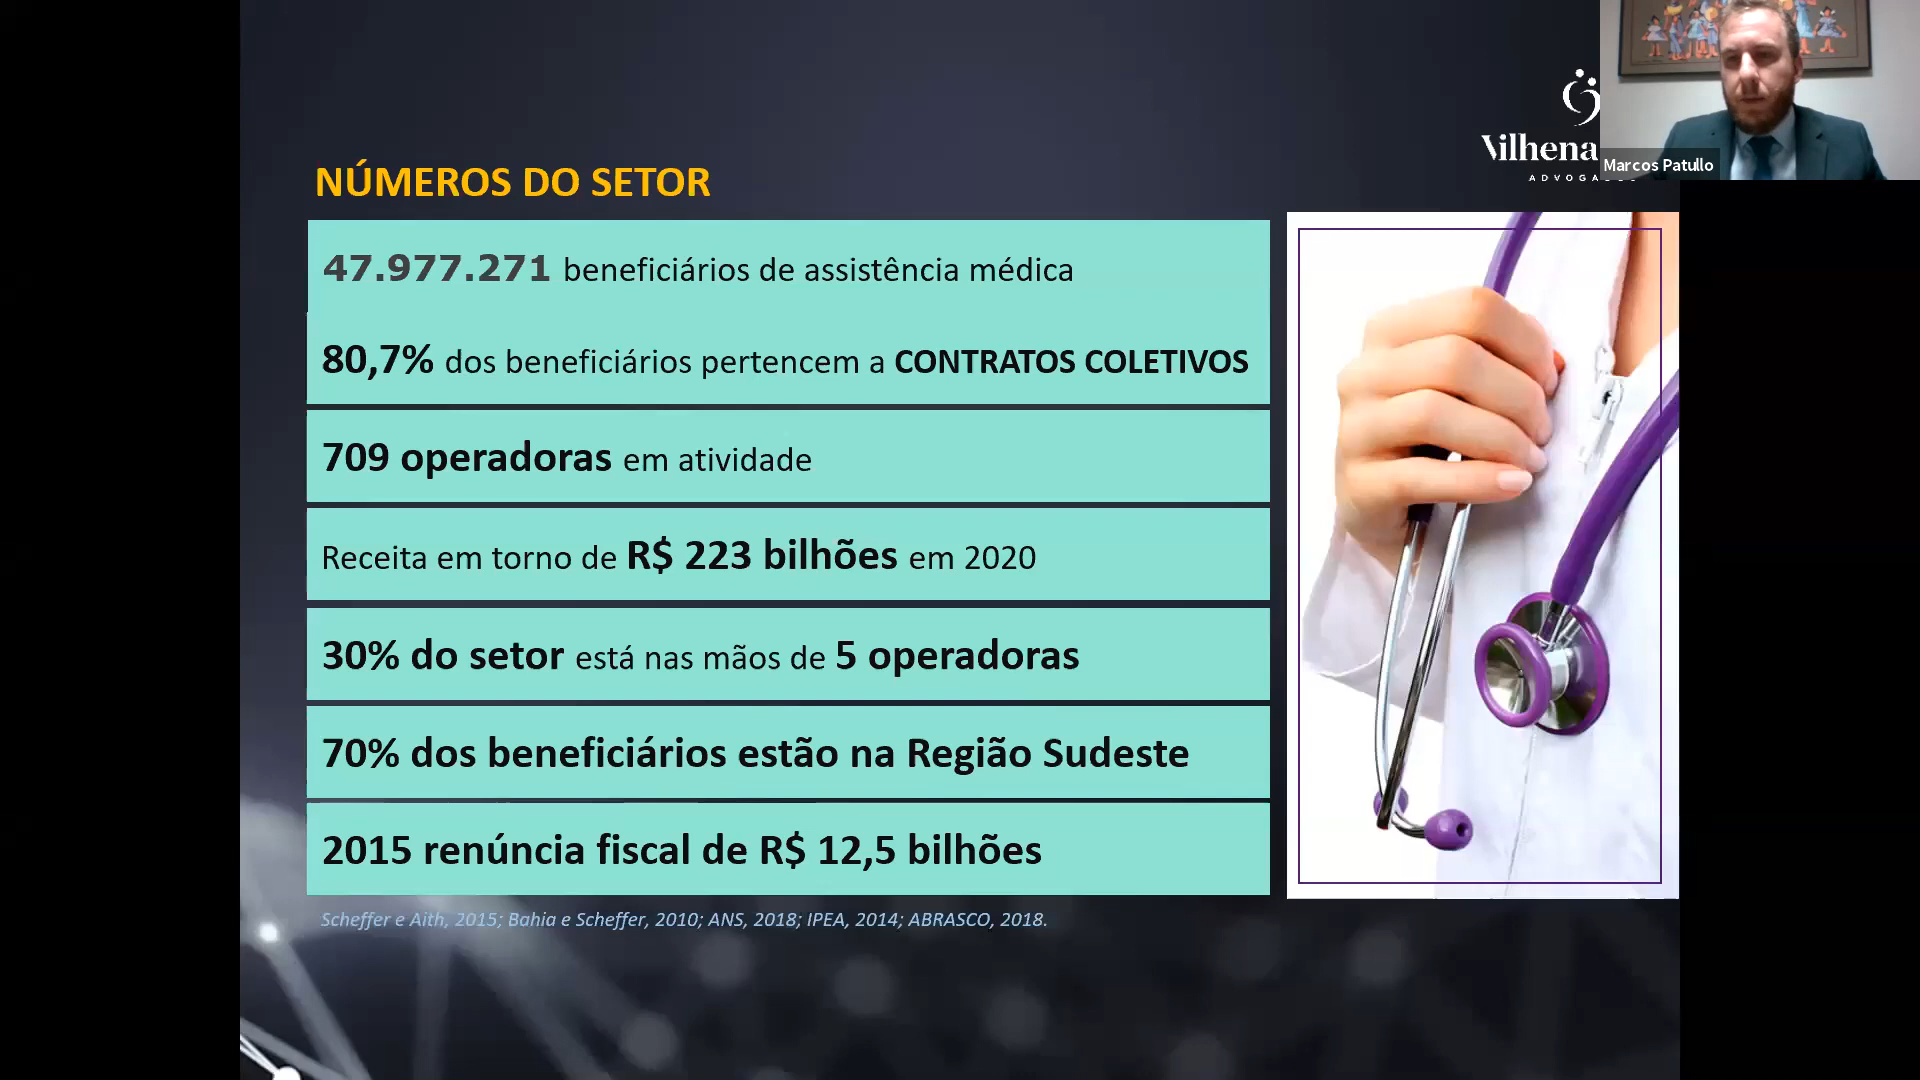 Vilhena
Marcos Patullo
NÚMEROS DO SETOR
47.977.271 beneficiários de assistência médica
80,7% dos beneficiários pertencem a CONTRATOS COLETIVOS
709 operadoras em atividade
Receita em torno de R$ 223 bilhões em 2020
30% do setor está nas mãos de 5 operadoras
70% dos beneficiários estão na Região Sudeste
2015 renúncia fiscal de R$ 12,5 bilhões
Scheffer e Aith, 2015; Bahia e Scheffer, 2010; ANS, 2018; IPEA, 2014; ABRASCO, 2018.